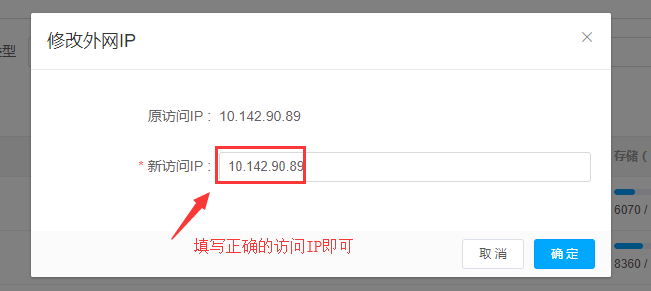 修改外网IP
类型
原访问IP： 10.142.90.89
* 新访问IP： 10.142.90.89
存储（
6070 /
填写正确的访问IP即可
取消 确定
8360 /